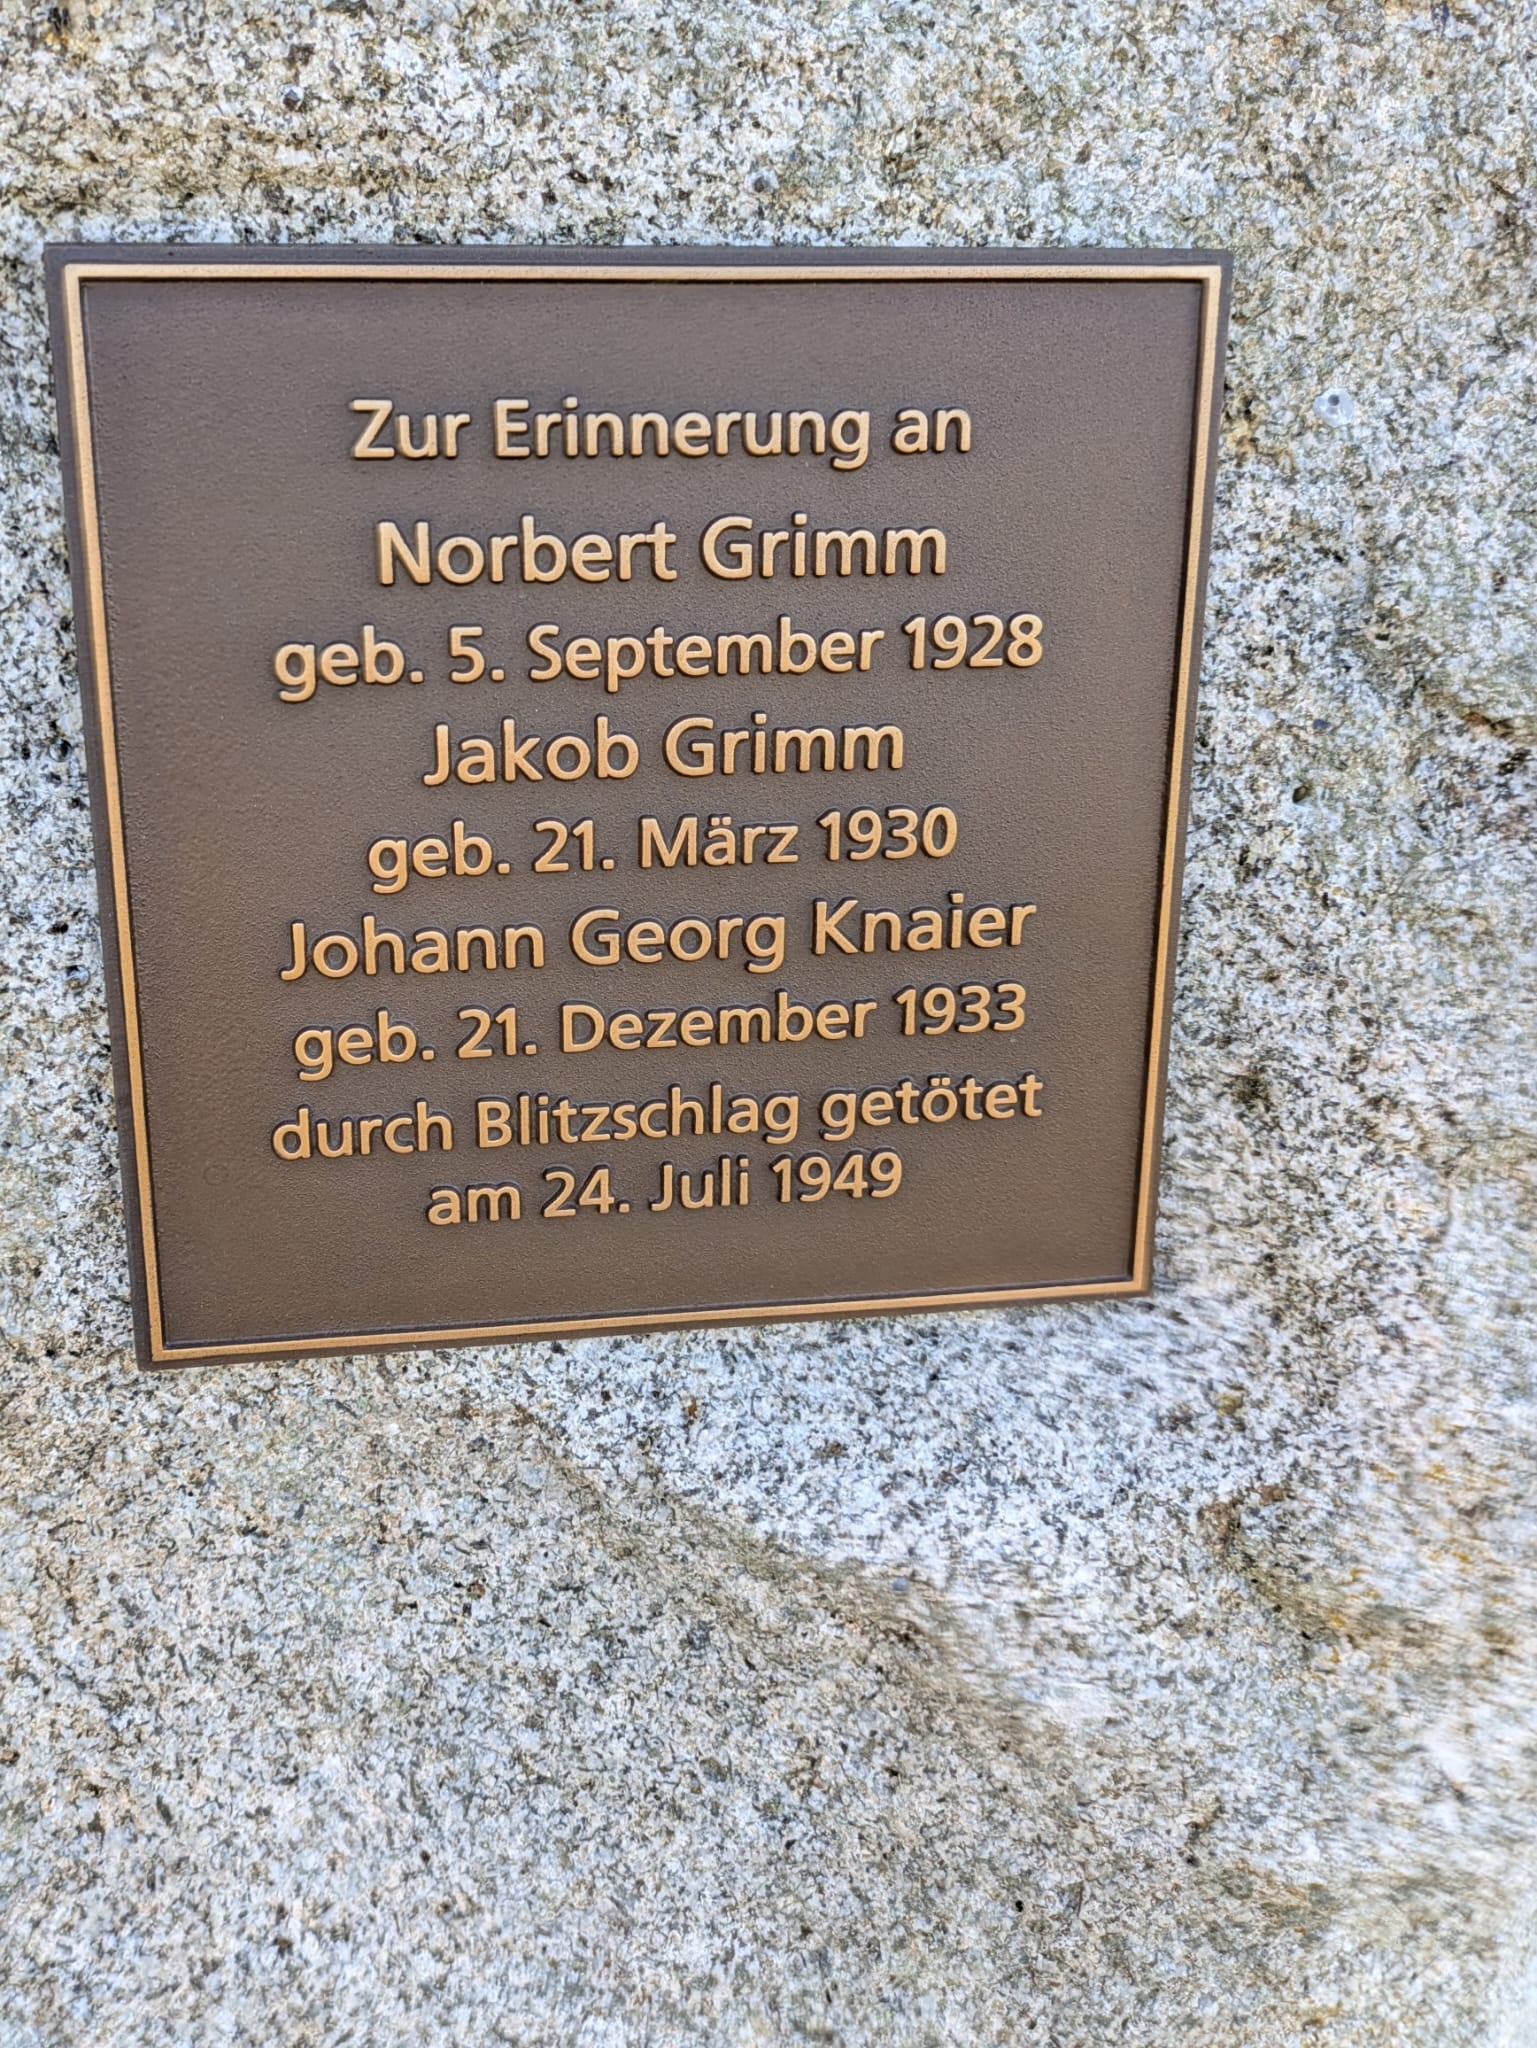 Zur Erinnerung an
Norbert Grimm
geb. 5. September 1928
Jakob Grimm
geb. 21. März 1930
Johann Georg Knaier
geb. 21. Dezember 1933
durch Blitzschlag getötet
am 24. Juli 1949